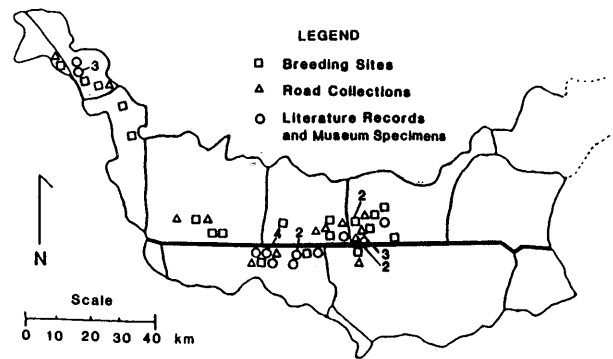 LEGEND
Breeding Sites
Road Collections
Literature Records
and Museum Specimens
3
2
4 2
3
2
N
Scale
0 10 20 30 40 km